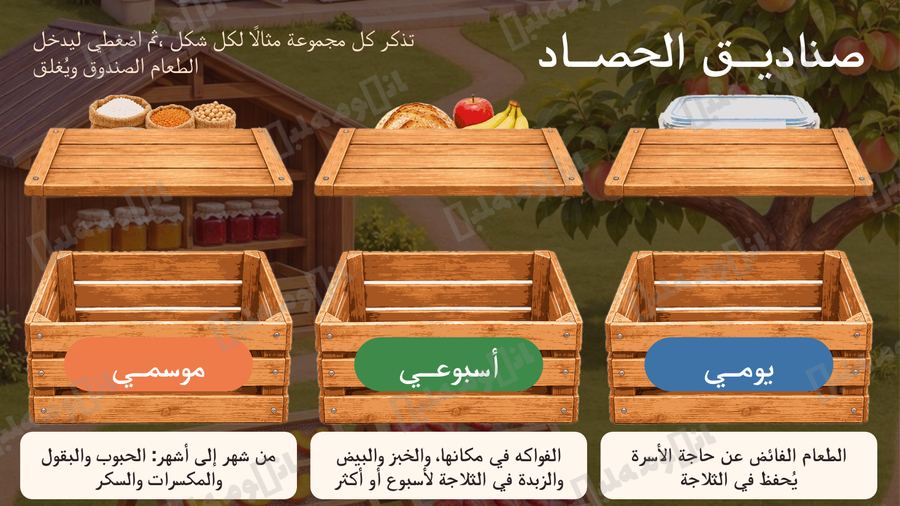 صناديق الحصاد
تذكر كل مجموعة مثالًا لكل شكل ،ثم اضغطي ليدخل
الطعام الصندوق ويُغلق
يومي
أسبوعي
موسمي
الطعام الفائض عن حاجة الأسرة
يُحفظ في الثلاجة
الفواكه في مكانها، والخبز والبيض
والزبدة في الثلاجة لأسبوع أو أكثر
من شهر إلى أشهر: الحبوب والبقول
والمكسرات والسكر